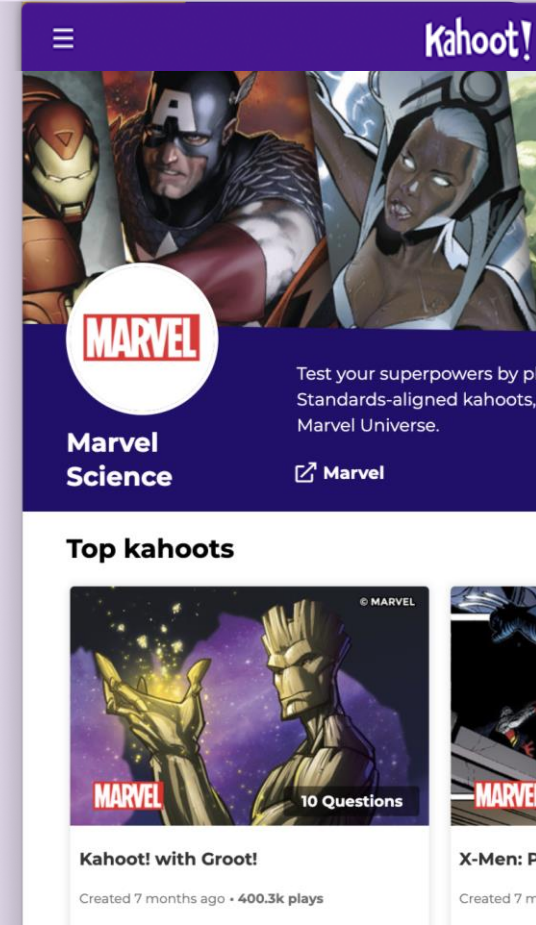 Kahoot!
A
MARVEL
Marvel
Science
Test your superpowers by
Standards-aligned kahoots,
Marvel Universe.
Marvel
Top kahoots
© MARVEL
MARVEL
10 Questions
MARVEL
Kahoot! with Groot!
X-Men:
Created 7 months ago • 400.3k plays
Created 7